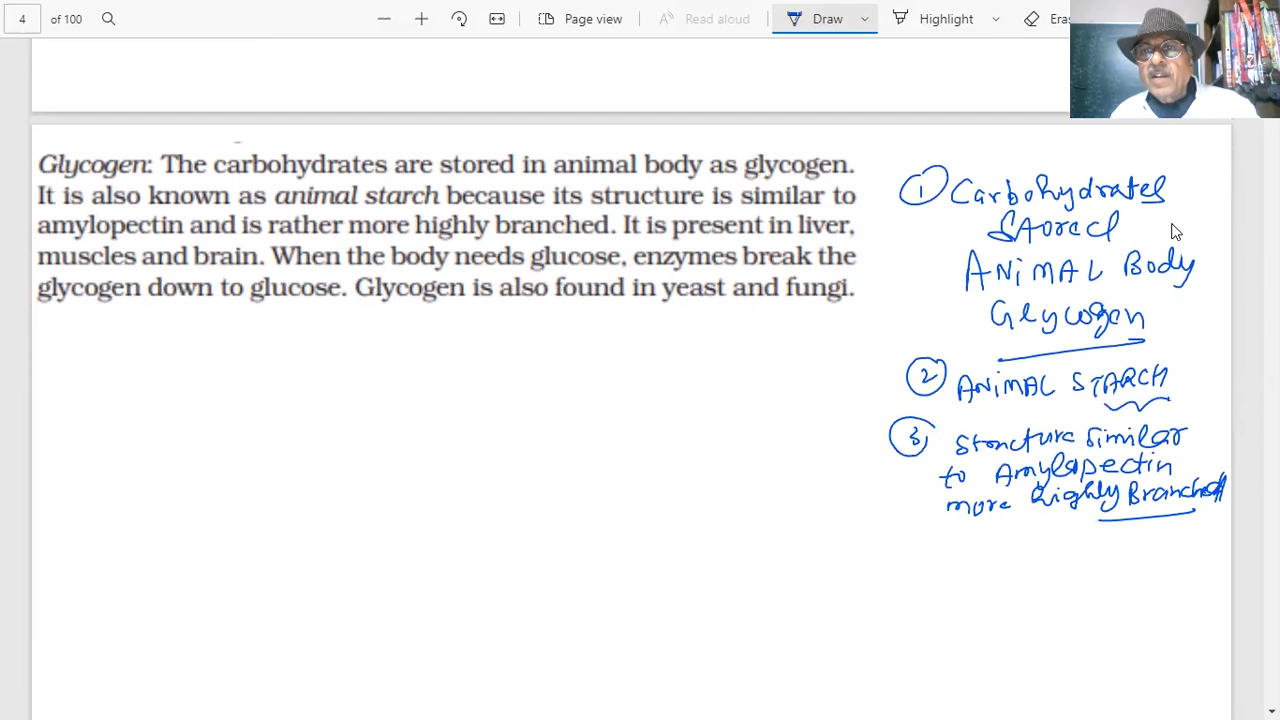 4 of 100 Page view Read aloud Draw Highlight
Glycogen: The carbohydrates are stored in animal body as glycogen.
It is also known as animal starch because its structure is similar to
amylopectin and is rather more highly branched. It is present in liver,
muscles and brain. When the body needs glucose, enzymes break the
glycogen down to glucose. Glycogen is also found in yeast and fungi.
① Carbohydrates
Stored
ANiMAL Body
Glycogen
② ANiMAL STARCH
③ Structure Similar
to Amylopectin
more highly Branched